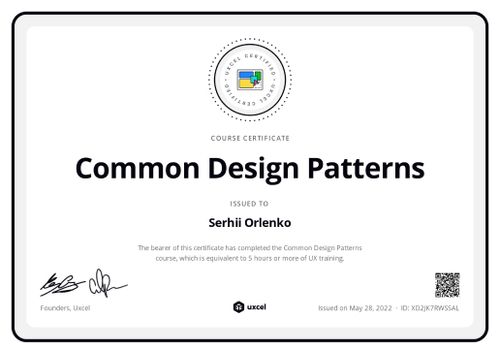 UXCEL CERTIFIED · UXCEL CERTIFIED ·
COURSE CERTIFICATE
Common Design Patterns
ISSUED TO
Serhii Orlenko
The bearer of this certificate has completed the Common Design Patterns
course, which is equivalent to 5 hours or more of UX training.
Founders, Uxcel
uxcel
Issued on May 28, 2022 · ID: XD2JK7RWSSAL